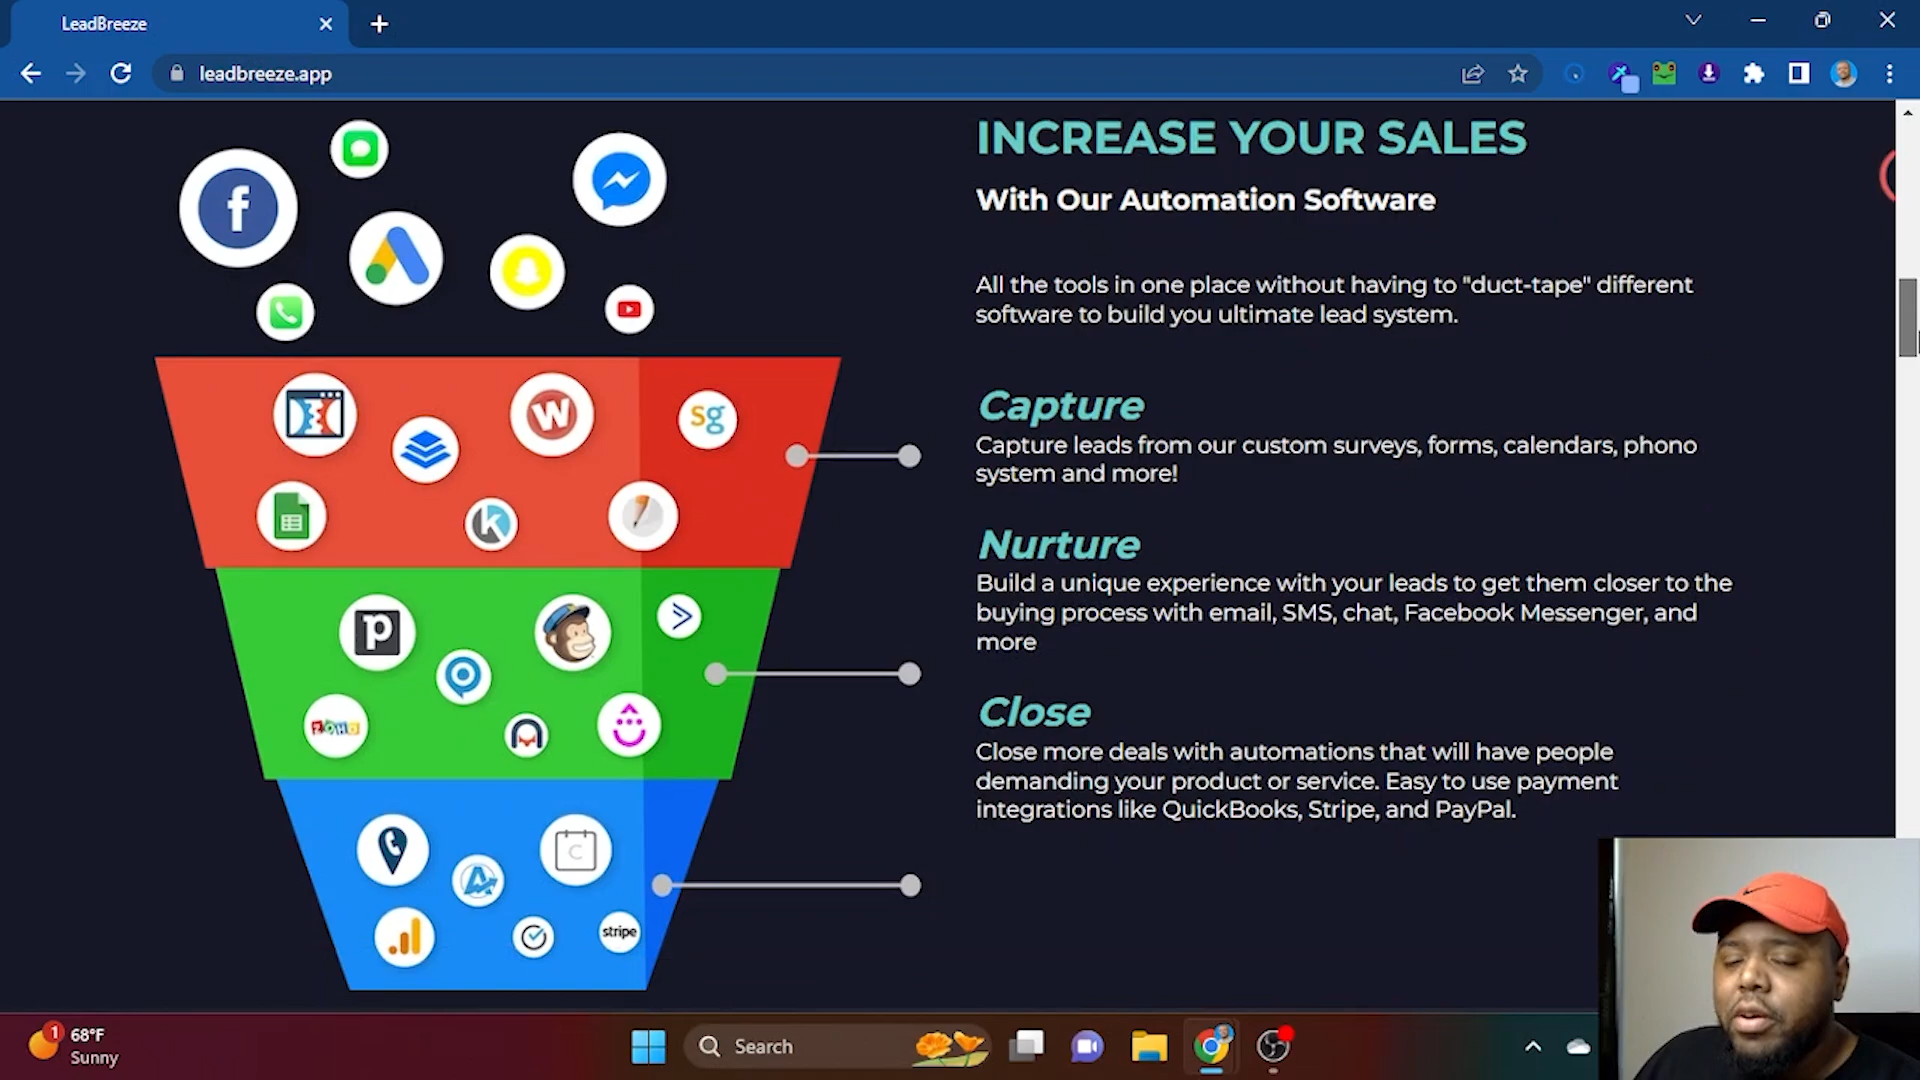 LeadBreeze
leadbreeze.app
INCREASE YOUR SALES
With Our Automation Software
All the tools in one place without having to "duct-tape" different
software to build you ultimate lead system.
Capture
Capture leads from our custom surveys, forms, calendars, phono
system and more!
Nurture
Build a unique experience with your leads to get them closer to the
buying process with email, SMS, chat, Facebook Messenger, and
more
Close
Close more deals with automations that will have people
demanding your product or service. Easy to use payment
integrations like QuickBooks, Stripe, and PayPal.
f
W
sg
k
p
ZOHO
C
stripe
1
68°F
Sunny
Search